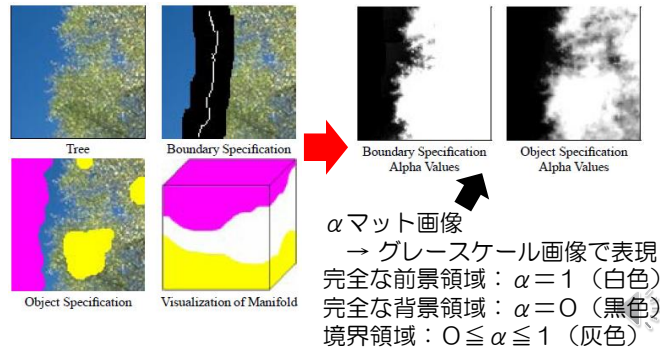 Tree
Boundary Specification
Object Specification
Visualization of Manifold
Boundary Specification
Alpha Values
Object Specification
Alpha Values
αマット画像
→ グレースケール画像で表現
完全な前景領域：α＝1（白色）
完全な背景領域：α＝0（黒色）
境界領域：0≦α≦1（灰色）